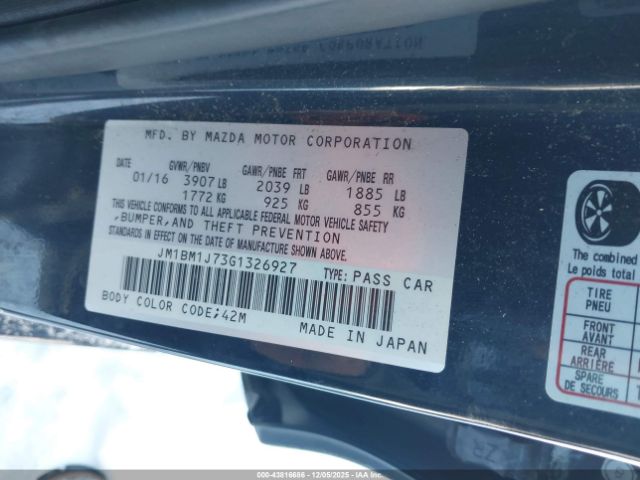 MFD. BY MAZDA MOTOR CORPORATION
DATE GVWR/PNBV GAWR/PNBE FRT GAWR/PNBE RR
01/16 3907 LB 2039 LB 1885 LB
1772 KG 925 KG 855 KG
THIS VEHICLE CONFORMS TO ALL APPLICABLE FEDERAL MOTOR VEHICLE SAFETY
,BUMPER,AND THEFT PREVENTION
STANDARDS IN EFFECT ON THE DATE OF MANUFACTURE SHOWN ABOVE.
JM1BM1J73G1326927 TYPE: PASS CAR
BODY COLOR CODE;42M
MADE IN JAPAN
The combined
Le poids total
TIRE
PNEU
FRONT
AVANT
REAR
ARRIÈRE
SPARE
DE SECOURS
000-43816686 - 12/05/2025 - IAAI.COM